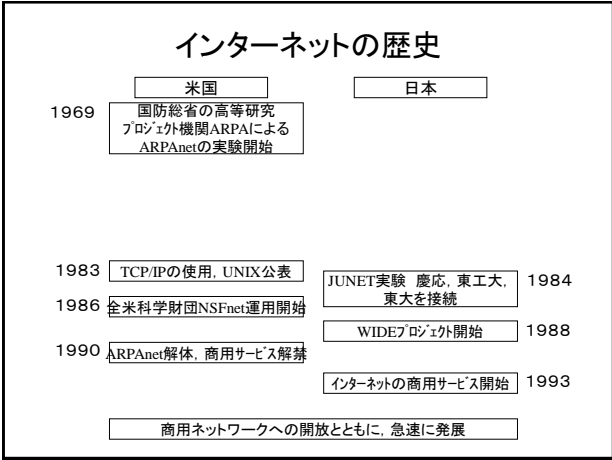 インターネットの歴史
米国
日本
1969
国防総省の高等研究
プロジェクト機関ARPAによる
ARPAnetの実験開始
1983
TCP/IPの使用, UNIX公表
JUNET実験 慶応, 東工大,
東大を接続
1984
1986
全米科学財団NSFnet運用開始
WIDEプロジェクト開始
1988
1990
ARPAnet解体, 商用サービス解禁
インターネットの商用サービス開始
1993
商用ネットワークへの開放とともに, 急速に発展